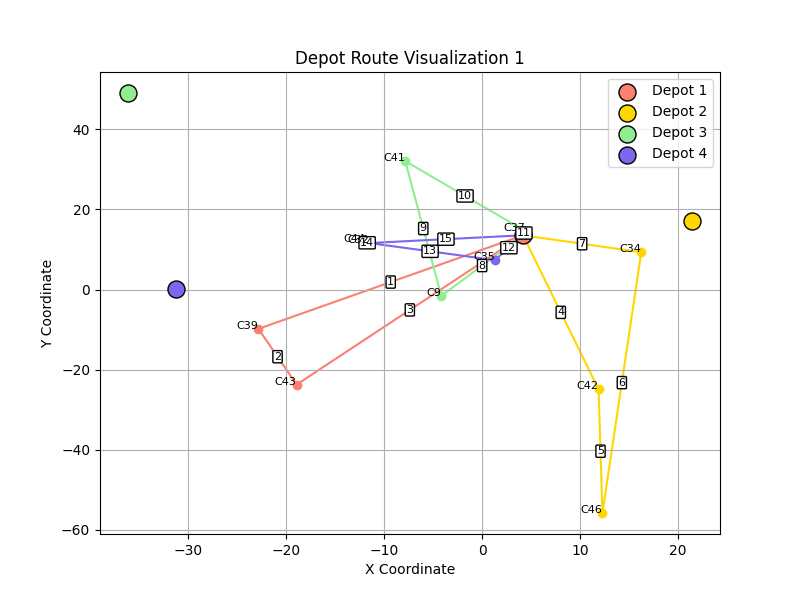 Depot Route Visualization 1
Depot 1
Depot 2
Depot 3
Depot 4
Y Coordinate
40
20
0
−20
−40
−60
C41
10
9
C37
11
15
14
13
12
7
C34
C35
8
1
C9
3
4
C39
2
C43
6
C42
5
C46
−30
−20
−10
0
10
20
X Coordinate